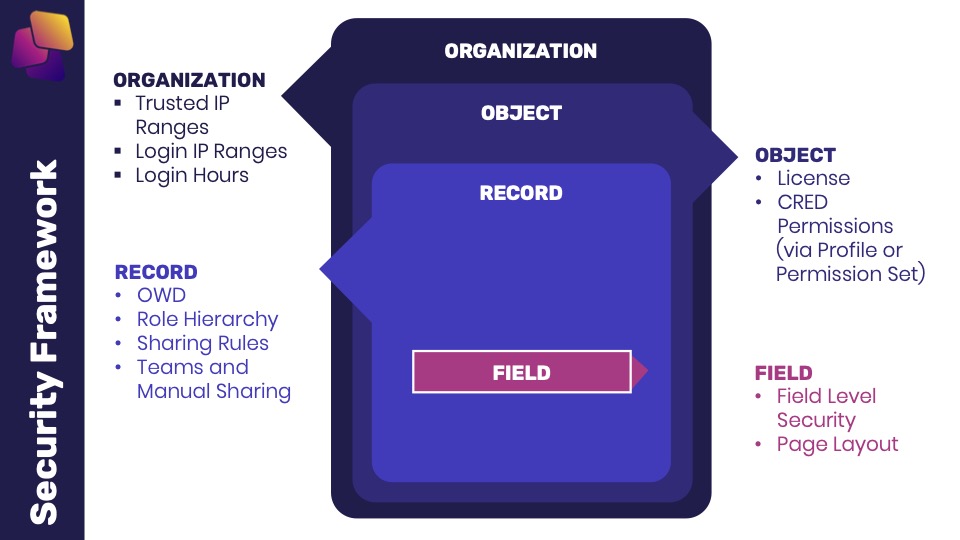 Security Framework
ORGANIZATION
▪ Trusted IP
Ranges
▪ Login IP Ranges
▪ Login Hours
RECORD
• OWD
• Role Hierarchy
• Sharing Rules
• Teams and
Manual Sharing
ORGANIZATION
OBJECT
RECORD
FIELD
OBJECT
• License
• CRED
Permissions
(via Profile or
Permission Set)
FIELD
• Field Level
Security
• Page Layout